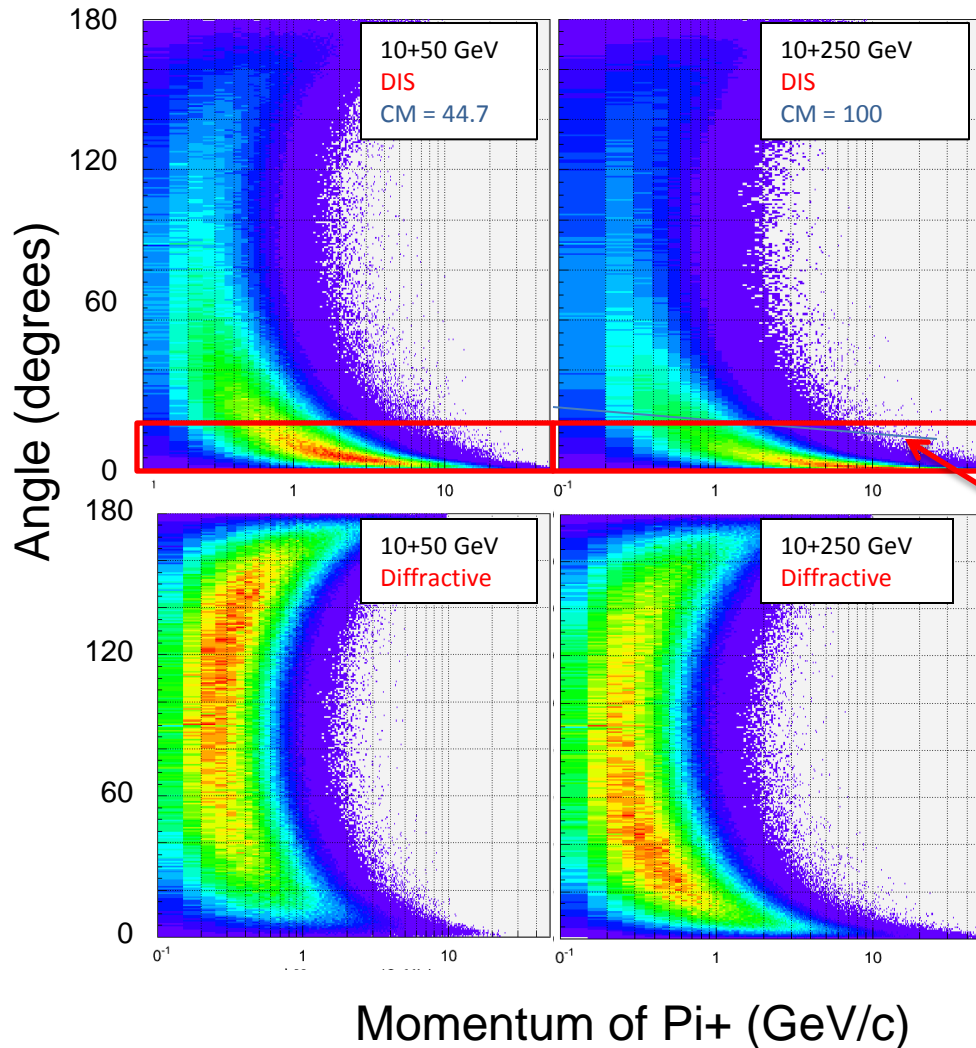 180
10+50 GeV
DIS
CM = 44.7
10+250 GeV
DIS
CM = 100
120
60
0
Angle (degrees)
1
1
10
0-1
1
10
180
10+50 GeV
Diffractive
10+250 GeV
Diffractive
120
60
0
0-1
1
10
0-1
1
10
Momentum of Pi+ (GeV/c)